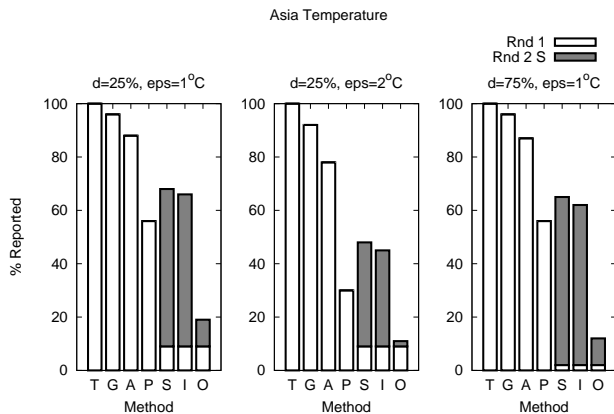 Asia Temperature
Rnd 1
Rnd 2 S
d=25%, eps=1°C
d=25%, eps=2°C
d=75%, eps=1°C
% Reported
100
80
60
40
20
0
T G A P S I O
Method
100
80
60
40
20
0
T G A P S I O
Method
100
80
60
40
20
0
T G A P S I O
Method